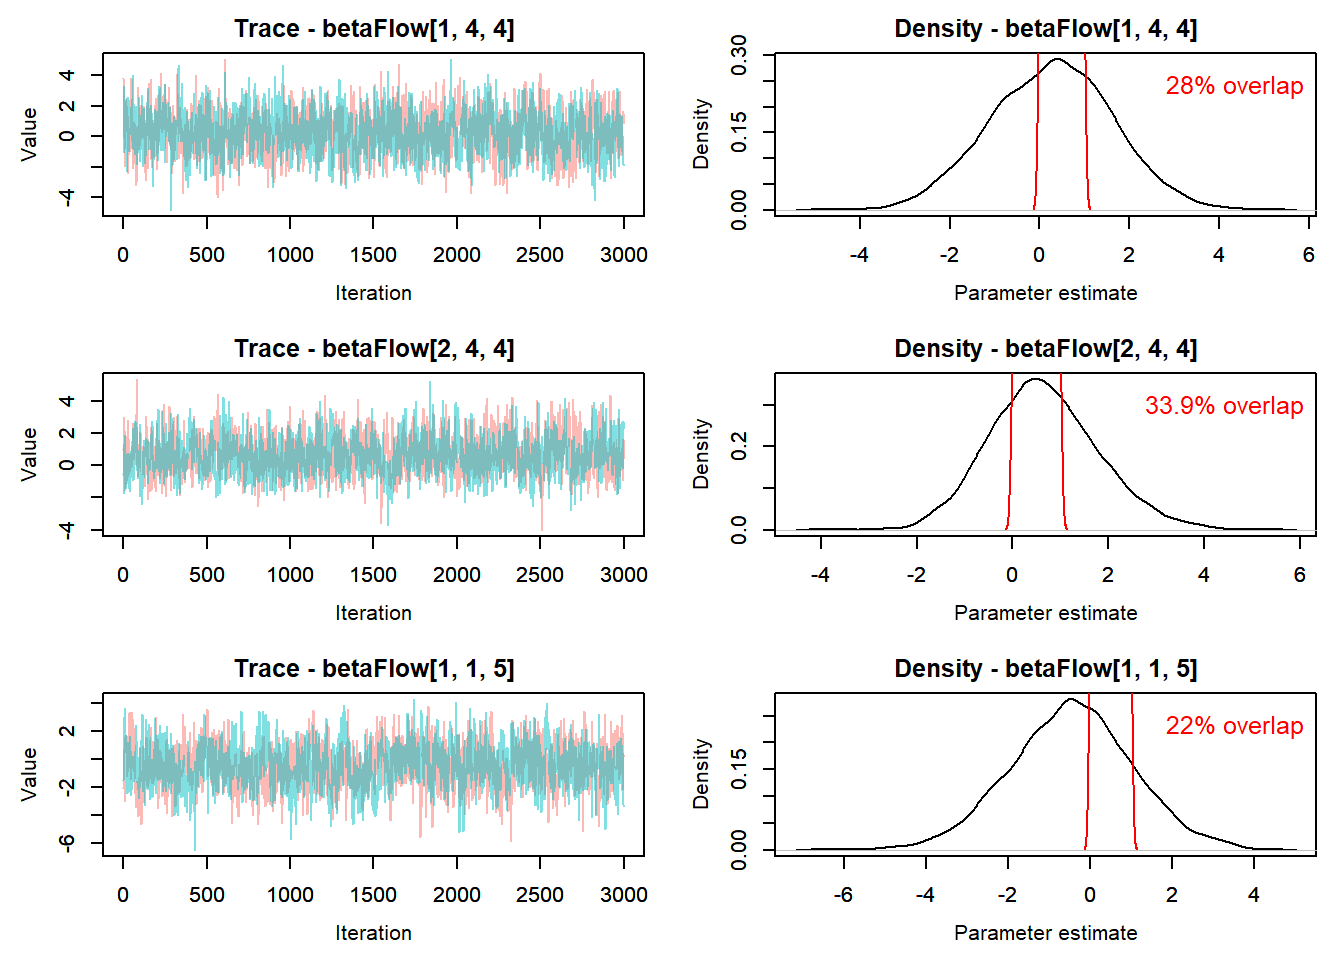 Trace - betaFlow[1, 4, 4]
Value
4
2
0
-4
0 500 1000 1500 2000 2500 3000
Iteration
Density - betaFlow[1, 4, 4]
28% overlap
Density
0.30
0.15
0.00
-4 -2 0 2 4 6
Parameter estimate
Trace - betaFlow[2, 4, 4]
Value
4
2
0
-4
0 500 1000 1500 2000 2500 3000
Iteration
Density - betaFlow[2, 4, 4]
33.9% overlap
Density
0.2
0.0
-4 -2 0 2 4 6
Parameter estimate
Trace - betaFlow[1, 1, 5]
Value
2
-2
-6
0 500 1000 1500 2000 2500 3000
Iteration
Density - betaFlow[1, 1, 5]
22% overlap
Density
0.15
0.00
-6 -4 -2 0 2 4
Parameter estimate